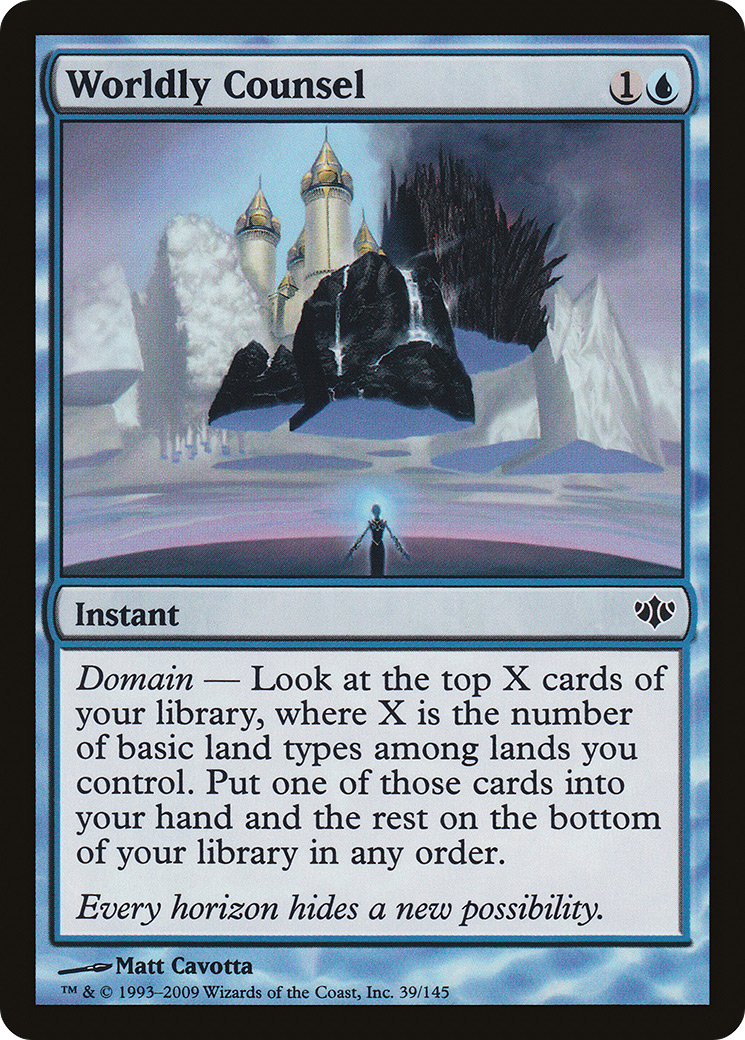 Worldly Counsel 1
Instant
Domain — Look at the top X cards of
your library, where X is the number
of basic land types among lands you
control. Put one of those cards into
your hand and the rest on the bottom
of your library in any order.
Every horizon hides a new possibility.
Matt Cavotta
™ & © 1993–2009 Wizards of the Coast, Inc. 39/145